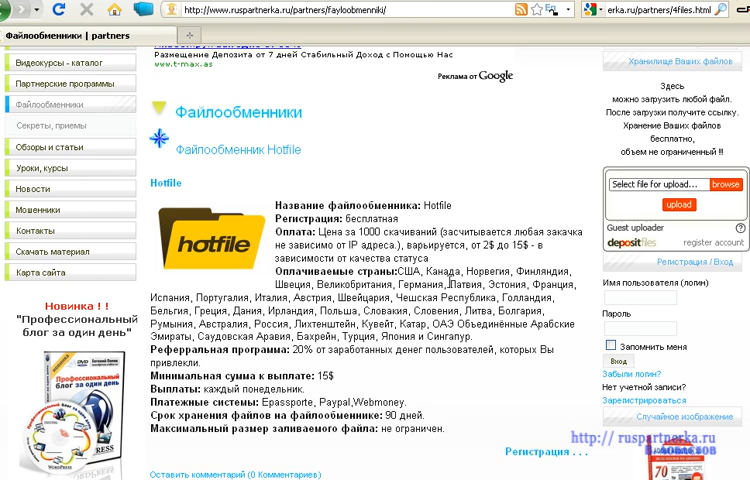 http://www.ruspartnerka.ru/partners/fayloobmenniki/
erka.ru/partners/4files.html
Файлообменники | partners
Видеокурсы - каталог
Партнерские программы
Файлообменники
Секреты, приемы
Обзоры и статьи
Уроки, курсы
Новости
Мошенники
Контакты
Скачать материал
Карта сайта
Новинка ! !
"Профессиональный
блог за один день"
Профессиональный
блог за один день
Размещение Депозита от 7 дней Стабильный Доход с Помощью Нас
www.t-max.as
Реклама от Google
Файлообменники
Файлообменник Hotfile
Hotfile
hotfile
Название файлообменника: Hotfile
Регистрация: бесплатная
Оплата: Цена за 1000 скачиваний (засчитывается любая закачка
не зависимо от IP адреса.), варьируется, от 2$ до 15$ - в
зависимости от качества статуса
Оплачиваемые страны:США, Канада, Норвегия, Финляндия,
Швеция, Великобритания, Германия, Латвия, Эстония, Франция,
Испания, Португалия, Италия, Австрия, Швейцария, Чешская Республика, Голландия,
Бельгия, Греция, Дания, Ирландия, Польша, Словакия, Словения, Литва, Болгария,
Румыния, Австралия, Россия, Лихтенштейн, Кувейт, Катар, ОАЭ Объединённые Арабские
Эмираты, Саудовская Аравия, Бахрейн, Турция, Япония и Сингапур.
Реферральная программа: 20% от заработанных денег пользователей, которых Вы
привлекли.
Минимальная сумма к выплате: 15$
Выплаты: каждый понедельник.
Платежные системы: Epassporte, Paypal,Webmoney.
Срок хранения файлов на файлообменнике: 90 дней.
Максимальный размер заливаемого файла: не ограничен.
Регистрация . . .
Оставить комментарий (0 Комментариев)
Хранилище Ваших файлов
Здесь
можно загрузить любой файл.
После загрузки получите ссылку.
Хранение Ваших файлов
бесплатно,
объем не ограниченный !!
Select file for upload... browse
upload
Guest uploader
depositfiles register account
Регистрация / Вход
Имя пользователя (логин)
Пароль
Запомнить меня
Вход
Забыли логин?
Нет учетной записи?
Зарегистрироваться
Случайное изображение
http://ruspartnerka.ru
70